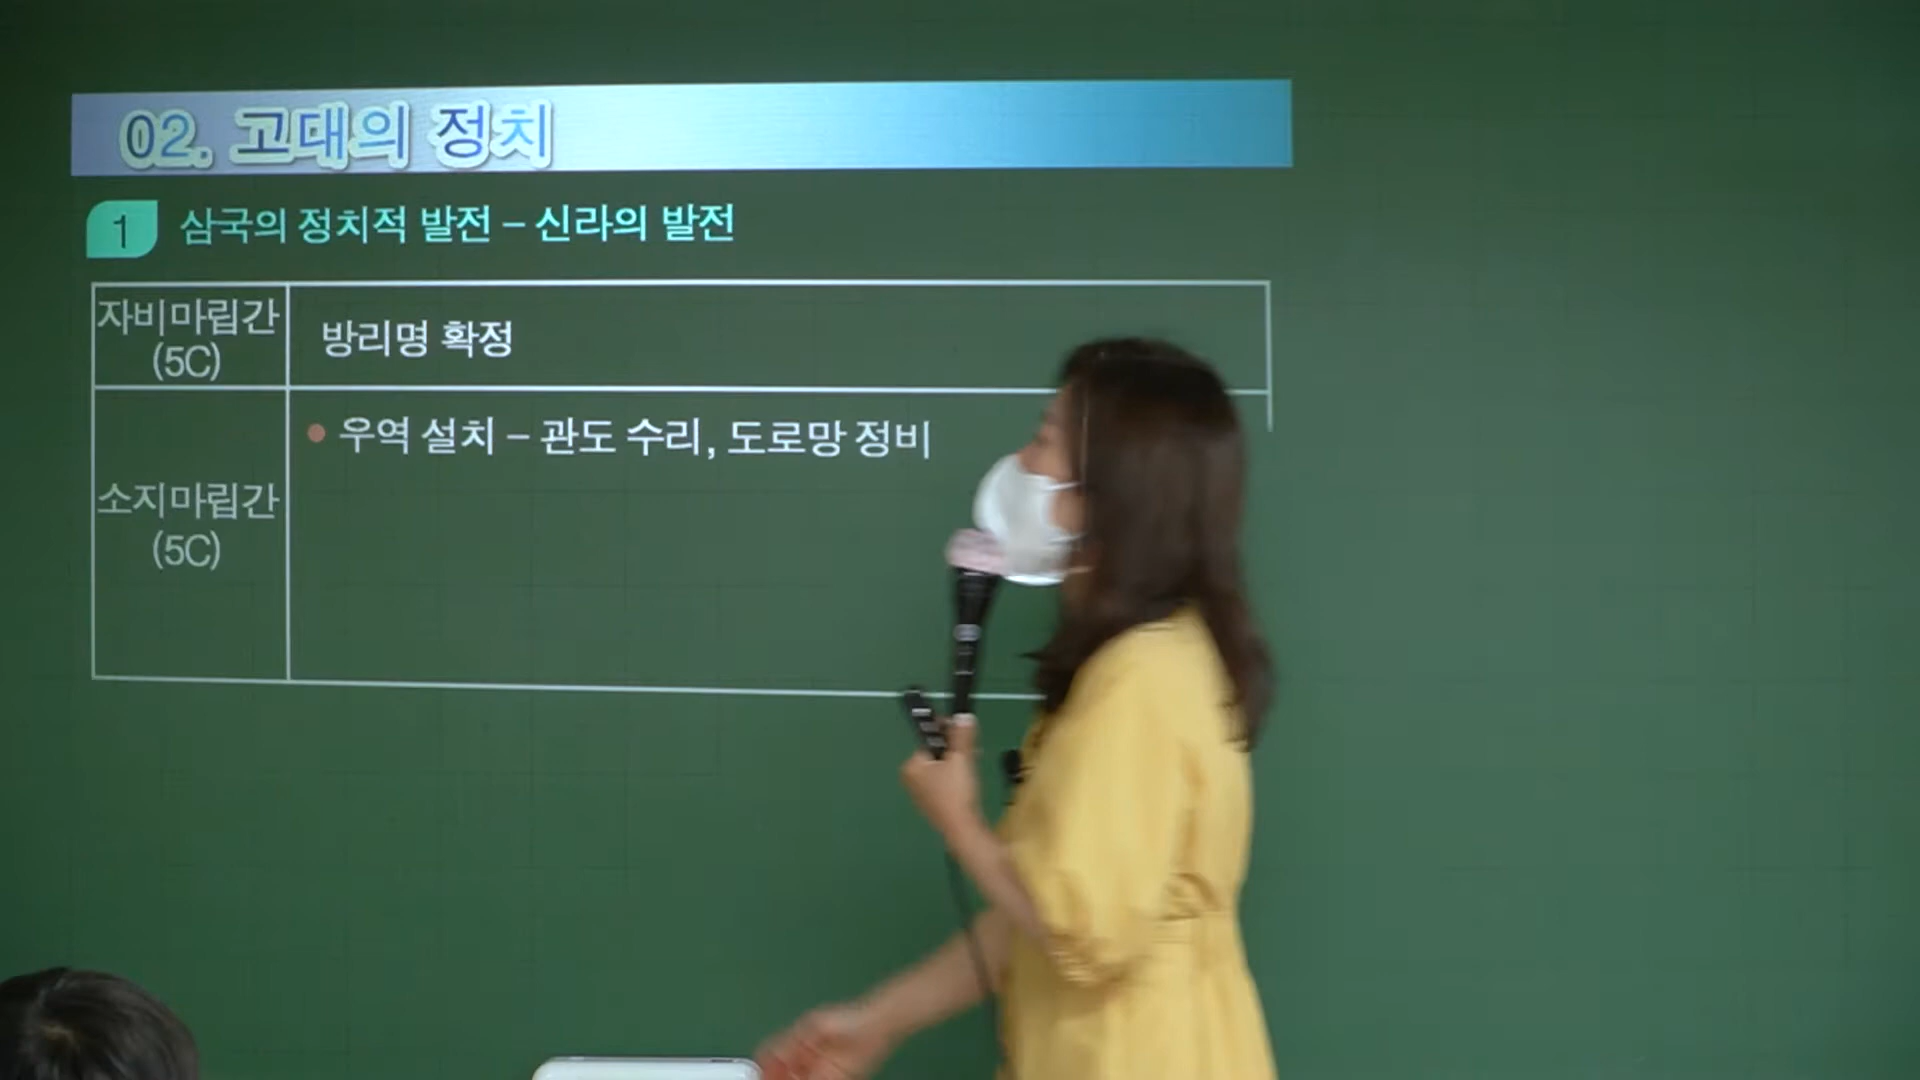 02. 고대의 정치
1 삼국의 정치적 발전 – 신라의 발전
자비마립간
(5C)
방리명 확정
소지마립간
(5C)
• 우역 설치 – 관도 수리, 도로망 정비